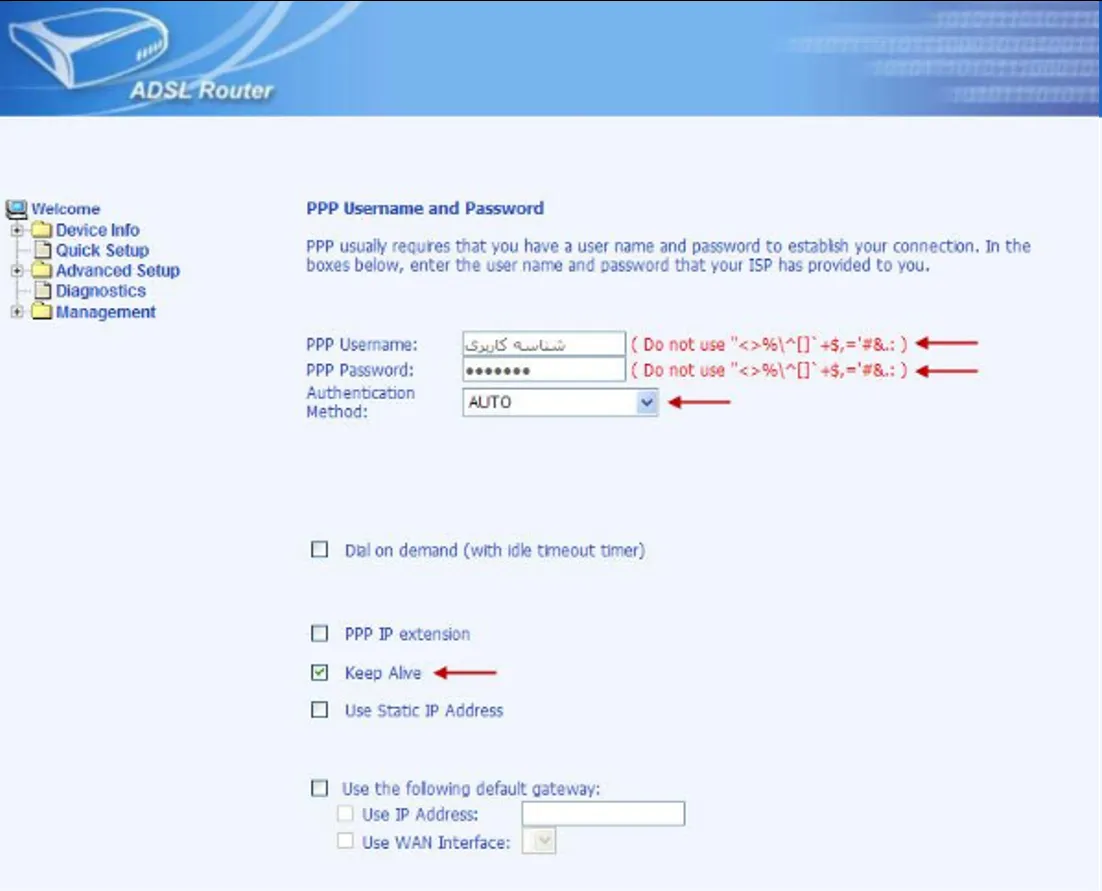 ADSL Router
Welcome
Device Info
Quick Setup
Advanced Setup
Diagnostics
Management
PPP Username and Password
PPP usually requires that you have a user name and password to establish your connection. In the
boxes below, enter the user name and password that your ISP has provided to you.
PPP Username: شناسه کاربری ( Do not use "<>%\^[]`+$,='#&.: )
PPP Password: ••••••• ( Do not use "<>%\^[]`+$,='#&.: )
Authentication
Method: AUTO
Dial on demand (with idle timeout timer)
PPP IP extension
Keep Alive
Use Static IP Address
Use the following default gateway:
Use IP Address:
Use WAN Interface: